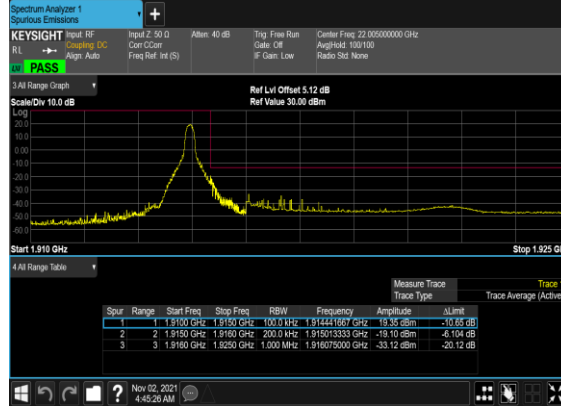 Spectrum Analyzer 1
Spurious Emissions
KEYSIGHT Input: RF Input Z: 50 Ω Atten: 40 dB Trig: Free Run Center Freq: 22.005000000 GHz
R L Coupling: DC Corr CCorr Gate: Off Avg|Hold: 100/100
Align: Auto Freq Ref: Int (S) IF Gain: Low Radio Std: None
PASS
3 All Range Graph
Ref Lvl Offset 5.12 dB
Scale/Div 10.0 dB Ref Value 30.00 dBm
Log
20.0
10.0
0.00
-10.0
-20.0
-30.0
-40.0
-50.0
-60.0
Start 1.910 GHz Stop 1.925 G
4 All Range Table
Measure Trace Trace
Trace Type Trace Average (Active
Spur Range Start Freq Stop Freq RBW Frequency Amplitude ΔLimit
1 1 1.9100 GHz 1.9150 GHz 100.0 kHz 1.914441667 GHz 19.35 dBm -10.65 dB
2 2 1.9150 GHz 1.9160 GHz 200.0 kHz 1.915013333 GHz -19.10 dBm -6.104 dB
3 3 1.9160 GHz 1.9250 GHz 1.000 MHz 1.916075000 GHz -33.12 dBm -20.12 dB
Nov 02, 2021
4:45:26 AM